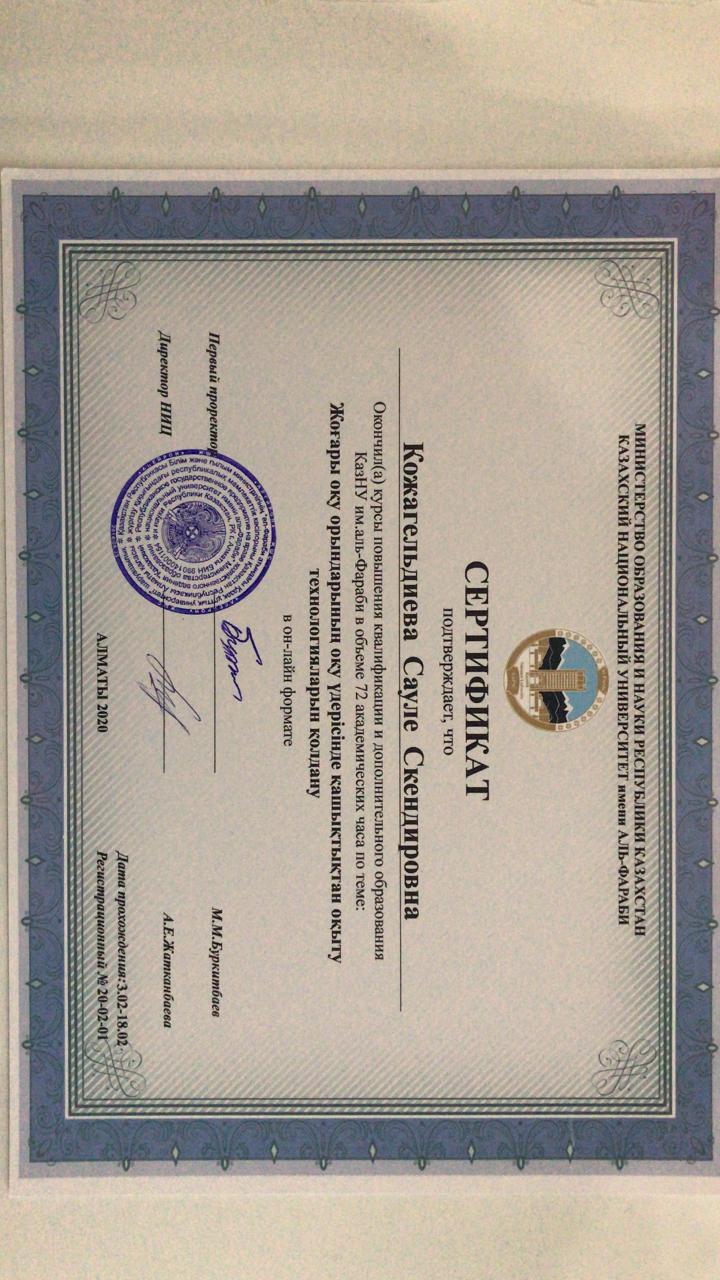 МИНИСТЕРСТВО ОБРАЗОВАНИЯ И НАУКИ РЕСПУБЛИКИ КАЗАХСТАН
КАЗАХСКИЙ НАЦИОНАЛЬНЫЙ УНИВЕРСИТЕТ имени АЛЬ-ФАРАБИ
СЕРТИФИКАТ
подтверждает, что
Кожагельдиева Сауле Скендировна
Окончил(а) курсы повышения квалификации и дополнительного образования
КазНУ им.аль-Фараби в объеме 72 академических часа по теме:
Жоғары оқу орындарының оқу үдерісінде қашықтықтан оқыту
технологияларын қолдану
в он-лайн формате
Первый проректор
М.М.Буркитбаев
Директор НИЦ
А.Е.Жатканбаева
Дата прохождения:3.02-18.02
АЛМАТЫ 2020
Регистрационный № 20-02-01